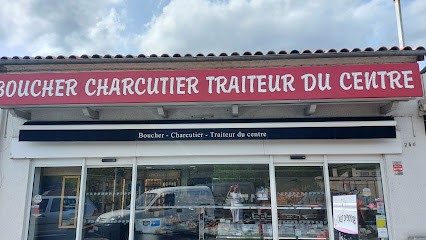 BOUCHER CHARCUTIER TRAITEUR DU CENTRE
Boucher - Charcutier - Traiteur du centre